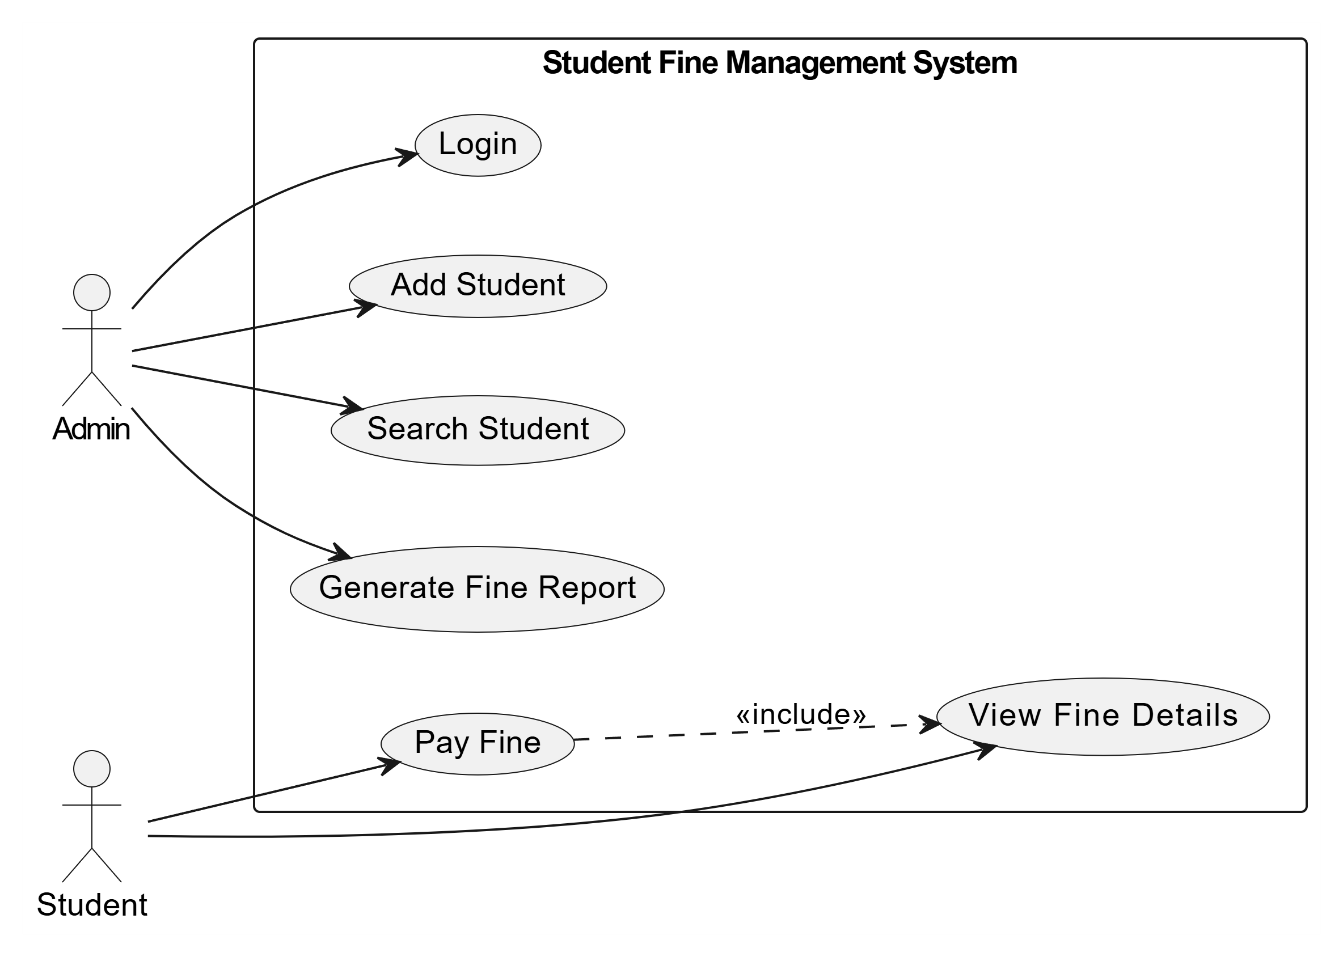 Student Fine Management System
Login
Add Student
Search Student
Admin
Generate Fine Report
«include»
View Fine Details
Pay Fine
Student